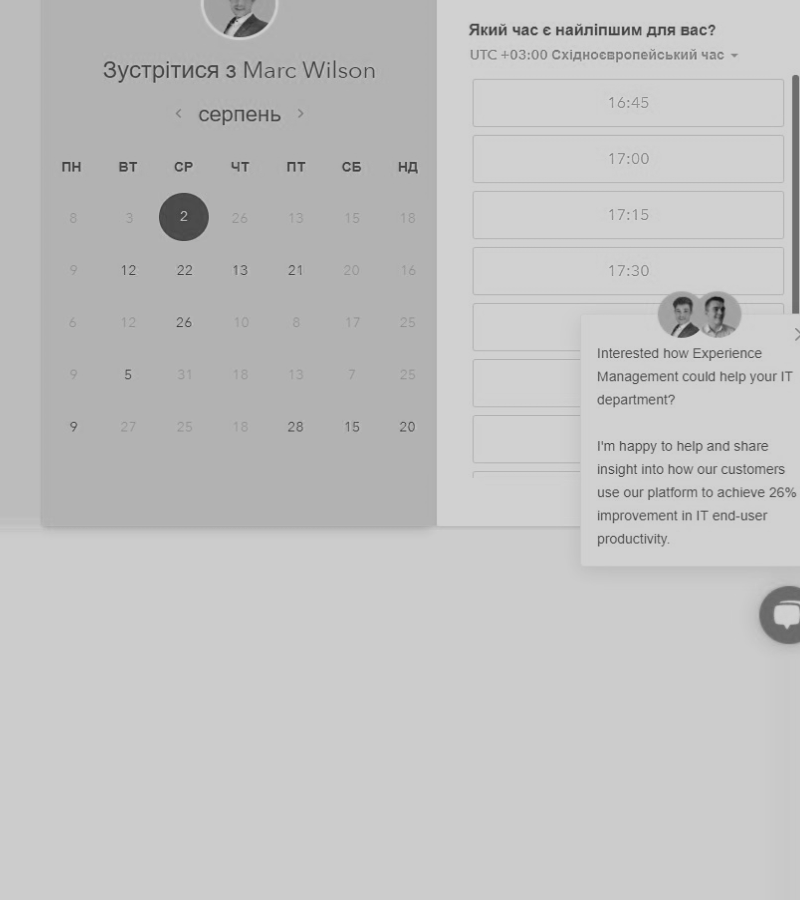 Зустрітися з Marc Wilson
серпень
ПН ВТ СР ЧТ ПТ СБ НД
8 3 2 26 13 15 18
9 12 22 13 21 20 16
6 12 26 10 8 17 25
9 5 31 18 13 7 25
9 27 25 18 28 15 20
Який час є найліпшим для вас?
UTC +03:00 Східноєвропейський час
16:45
17:00
17:15
17:30
Interested how Experience
Management could help your IT
department?
I'm happy to help and share
insight into how our customers
use our platform to achieve 26%
improvement in IT end-user
productivity.